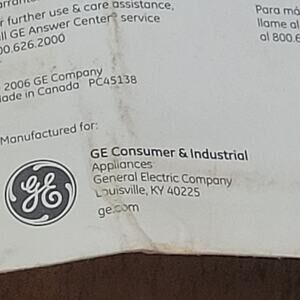 r further use & care assistance,
ll GE Answer Center® service
00.626.2000
Para má
llame al
al 800.6
2006 GE Company
ade in Canada PC45138
Manufactured for:
GE
GE Consumer & Industrial
Appliances
General Electric Company
Louisville, KY 40225
ge.com